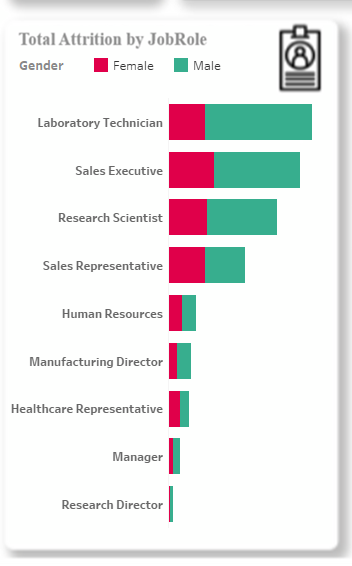 Total Attrition by JobRole
Gender Female Male
Laboratory Technician
Sales Executive
Research Scientist
Sales Representative
Human Resources
Manufacturing Director
Healthcare Representative
Manager
Research Director